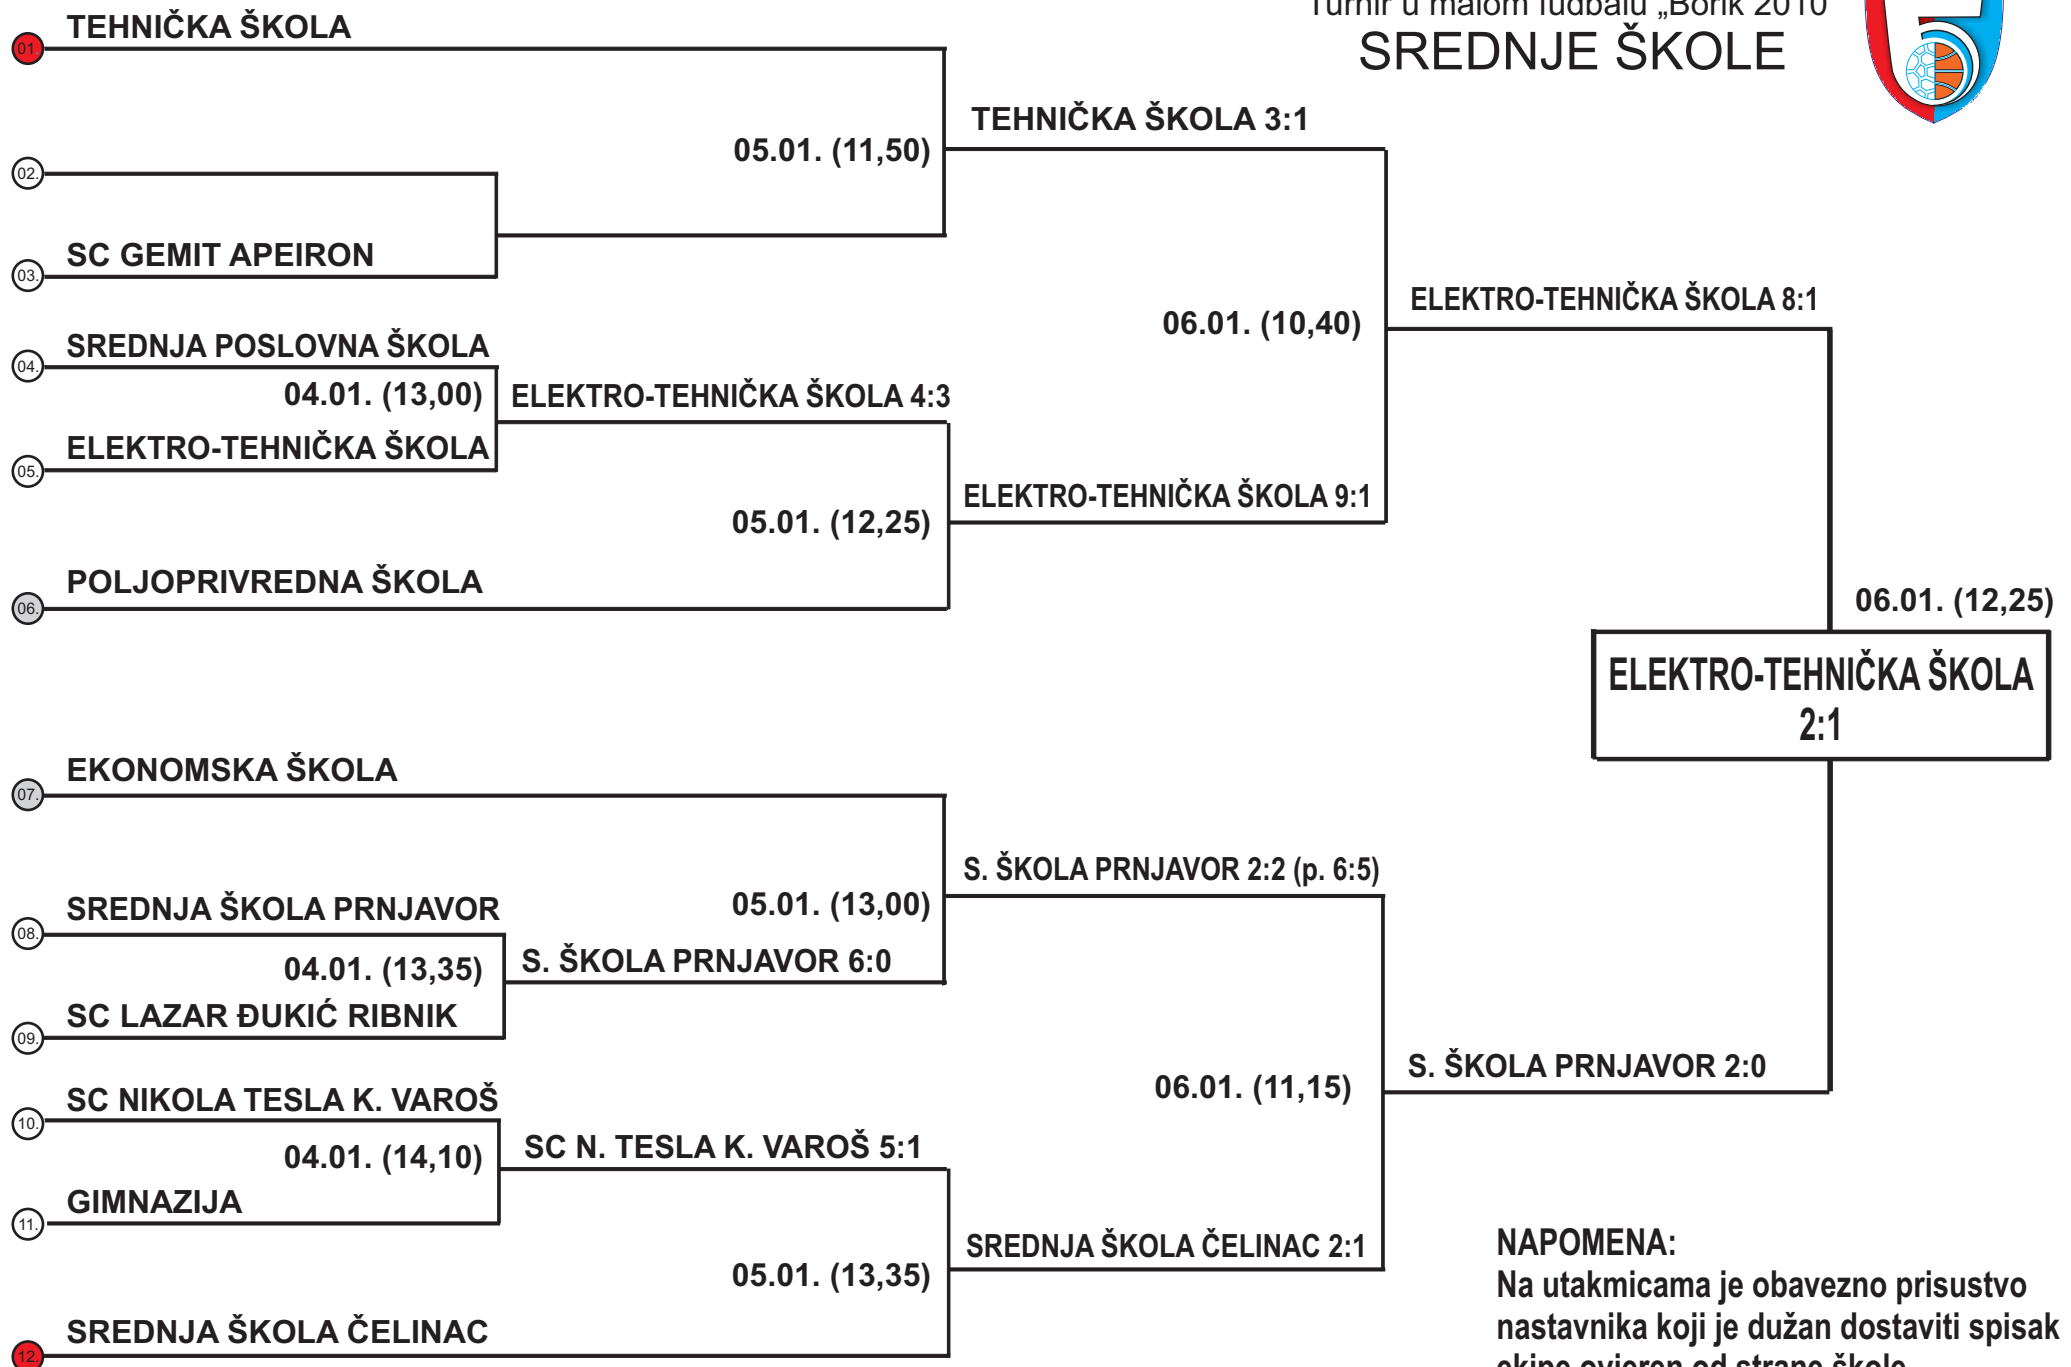 Turnir u malom fudbalu „Borik 2010
SREDNJE ŠKOLE
01. TEHNIČKA ŠKOLA
05.01. (11,50)
TEHNIČKA ŠKOLA 3:1
02.
03. SC GEMIT APEIRON
04. SREDNJA POSLOVNA ŠKOLA
04.01. (13,00)
ELEKTRO-TEHNIČKA ŠKOLA 4:3
05. ELEKTRO-TEHNIČKA ŠKOLA
05.01. (12,25)
ELEKTRO-TEHNIČKA ŠKOLA 9:1
06. POLJOPRIVREDNA ŠKOLA
06.01. (10,40)
ELEKTRO-TEHNIČKA ŠKOLA 8:1
06.01. (12,25)
ELEKTRO-TEHNIČKA ŠKOLA
2:1
07. EKONOMSKA ŠKOLA
05.01. (13,00)
S. ŠKOLA PRNJAVOR 2:2 (p. 6:5)
08. SREDNJA ŠKOLA PRNJAVOR
04.01. (13,35)
S. ŠKOLA PRNJAVOR 6:0
09. SC LAZAR ĐUKIĆ RIBNIK
06.01. (11,15)
S. ŠKOLA PRNJAVOR 2:0
10. SC NIKOLA TESLA K. VAROŠ
04.01. (14,10)
SC N. TESLA K. VAROŠ 5:1
11. GIMNAZIJA
05.01. (13,35)
SREDNJA ŠKOLA ČELINAC 2:1
12. SREDNJA ŠKOLA ČELINAC
NAPOMENA:
Na utakmicama je obavezno prisustvo
nastavnika koji je dužan dostaviti spisak
ekipe ovjeren od strane škole